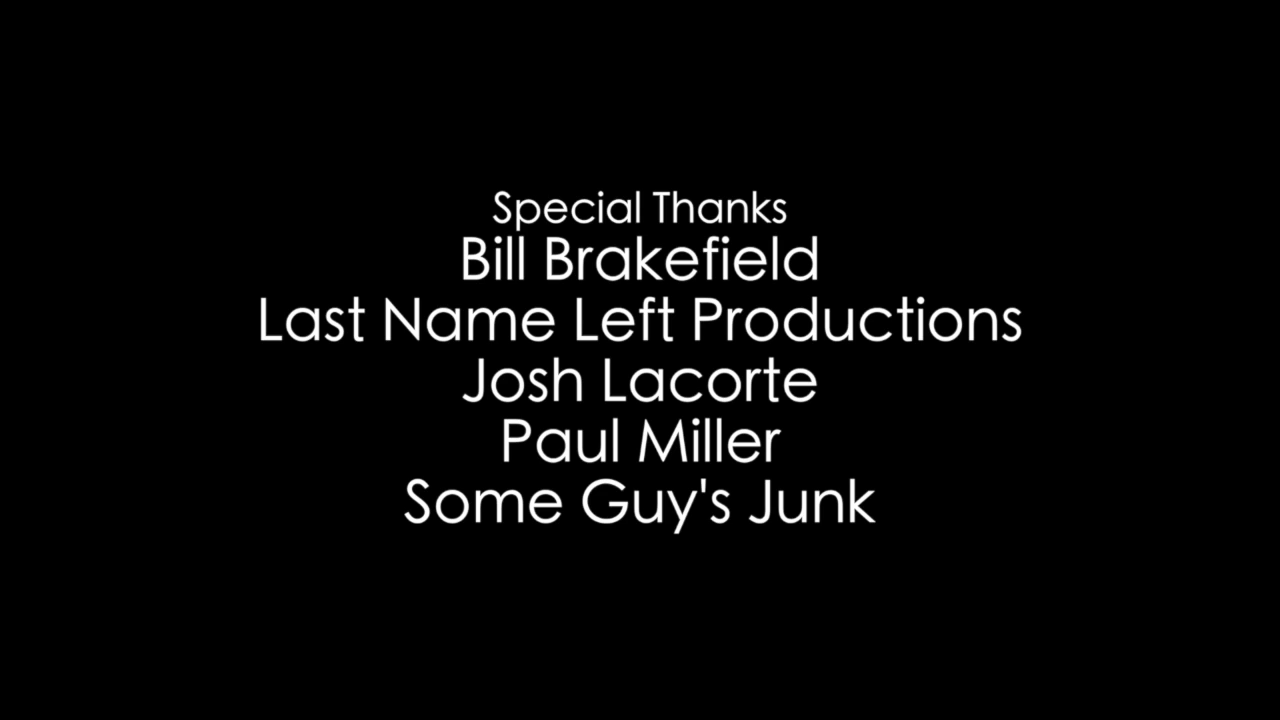 Special Thanks
Bill Brakefield
Last Name Left Productions
Josh Lacorte
Paul Miller
Some Guy's Junk